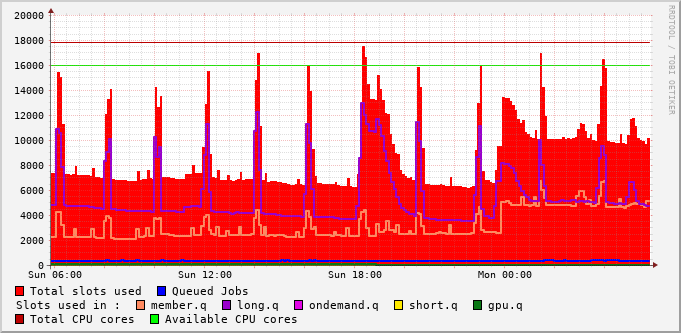 20000
18000
16000
14000
12000
10000
8000
6000
4000
2000
0
Sun 06:00 Sun 12:00 Sun 18:00 Mon 00:00
RRDTOOL / TOBI OETIKER
Total slots used Queued Jobs
Slots used in : member.q long.q ondemand.q short.q gpu.q
Total CPU cores Available CPU cores